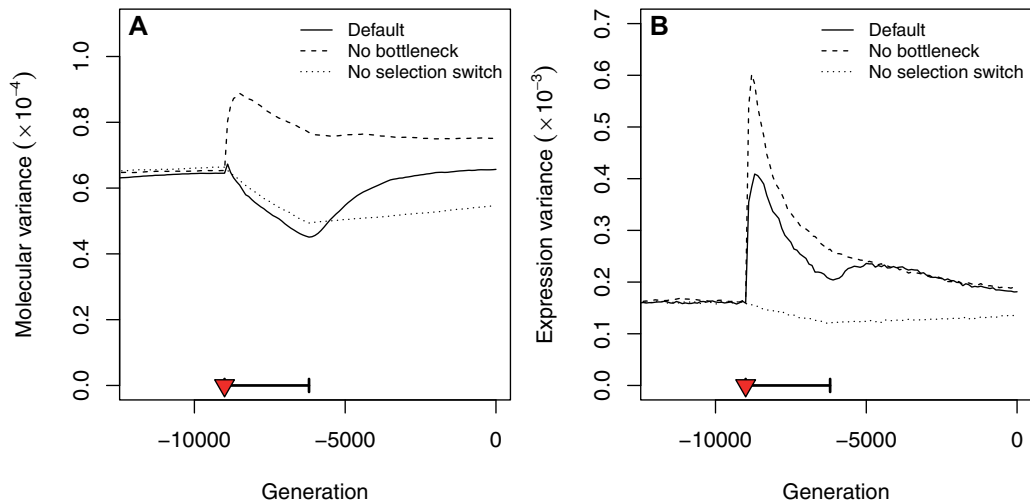 A
Default
No bottleneck
No selection switch
Molecular variance (× 10⁻⁴)
1.0
0.8
0.6
0.4
0.2
0.0
−10000 −5000 0
Generation
B
Default
No bottleneck
No selection switch
Expression variance (× 10⁻³)
0.7
0.6
0.5
0.4
0.3
0.2
0.1
0.0
−10000 −5000 0
Generation